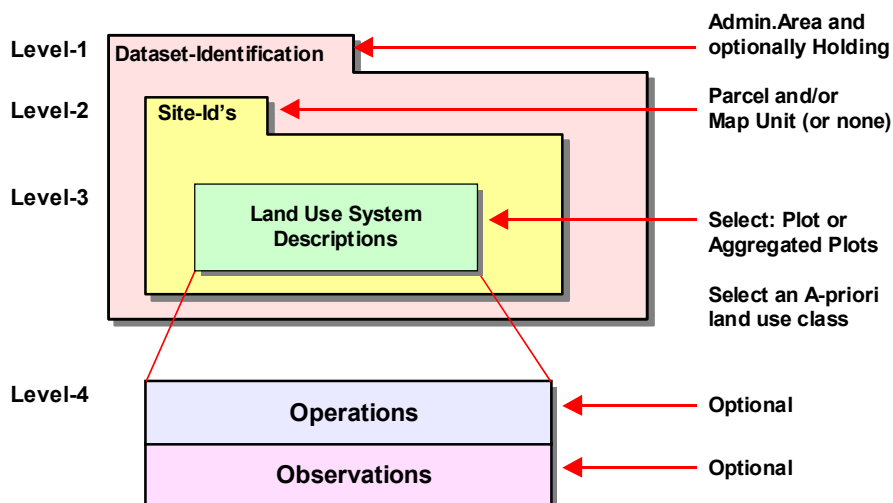 Level-1
Dataset-Identification
Admin.Area and
optionally Holding
Level-2
Site-Id's
Parcel and/or
Map Unit (or none)
Level-3
Land Use System
Descriptions
Select: Plot or
Aggregated Plots
Select an A-priori
land use class
Level-4
Operations
Optional
Observations
Optional